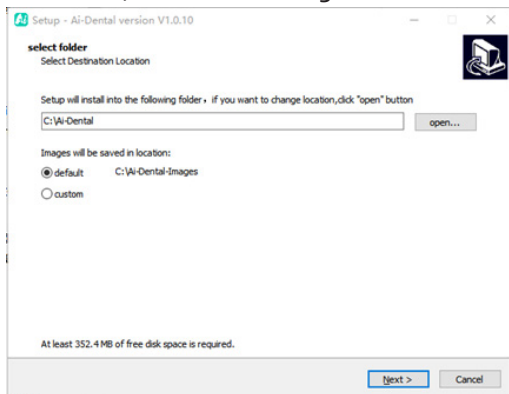 Setup - Ai-Dental version V1.0.10
select folder
Select Destination Location
Setup will install into the following folder，if you want to change location,click "open" button
C:\Ai-Dental
open...
Images will be saved in location:
default C:\Ai-Dental-Images
custom
At least 352.4 MB of free disk space is required.
Next >
Cancel